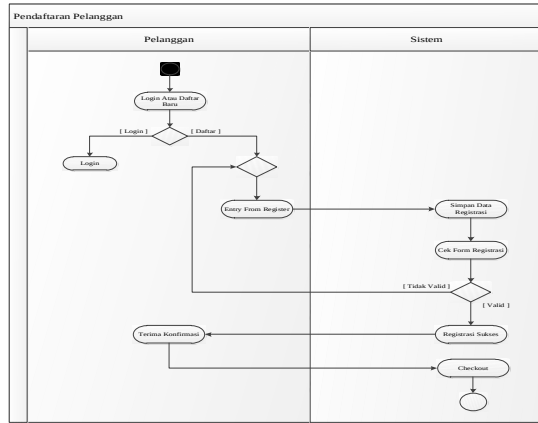 Pendaftaran Pelanggan
Pelanggan
Sistem
Login Atau Daftar
Baru
[ Login ]
[ Daftar ]
Login
Entry From Register
Simpan Data
Registrasi
Cek Form Registrasi
[ Tidak Valid ]
[ Valid ]
Terima Konfirmasi
Registrasi Sukses
Checkout